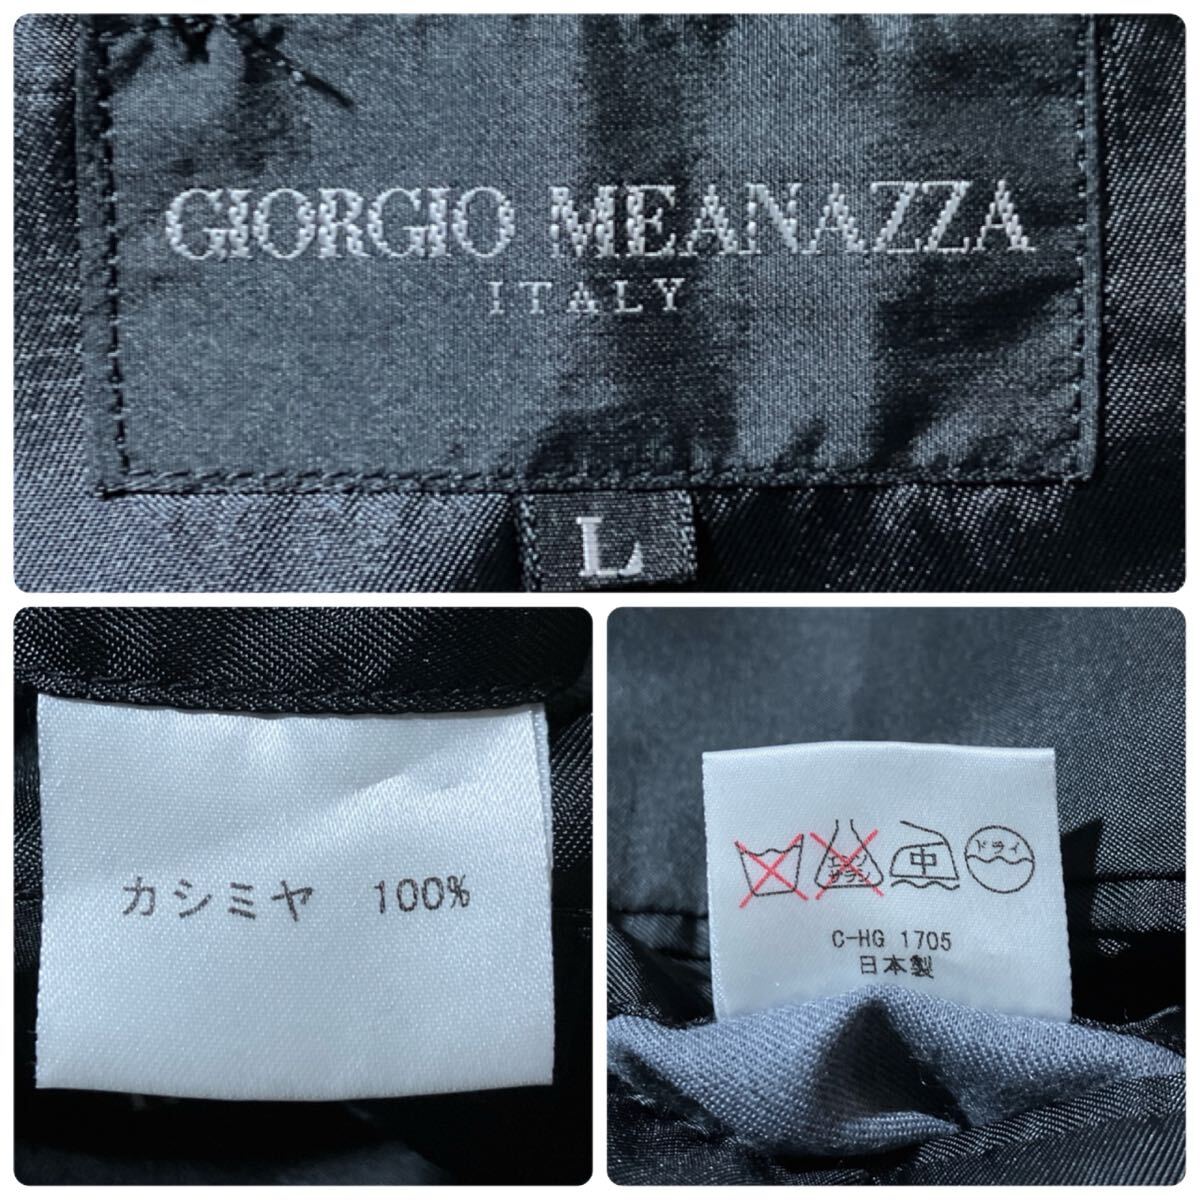 GIORGIO MEANAZZA
ITALY
L
カシミヤ 100%
エンソ サラシ 中 ドライ
C-HG 1705
日本製